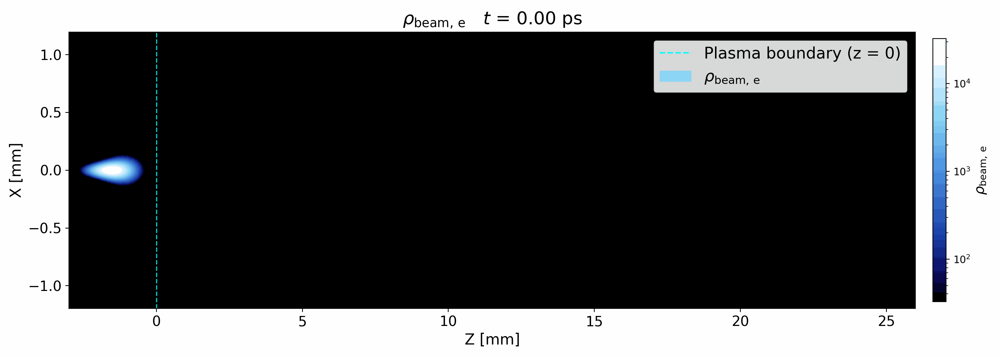 ρbeam, e t = 0.00 ps
Plasma boundary (z = 0)
ρbeam, e
1.0
0.5
0.0
−0.5
−1.0
X [mm]
0 5 10 15 20 25
Z [mm]
10⁴
10³
10²
ρbeam, e